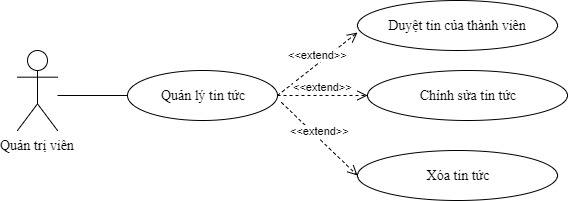 Duyệt tin của thành viên
<<extend>>
Quản lý tin tức
<<extend>>
Chỉnh sửa tin tức
<<extend>>
Quản trị viên
Xóa tin tức